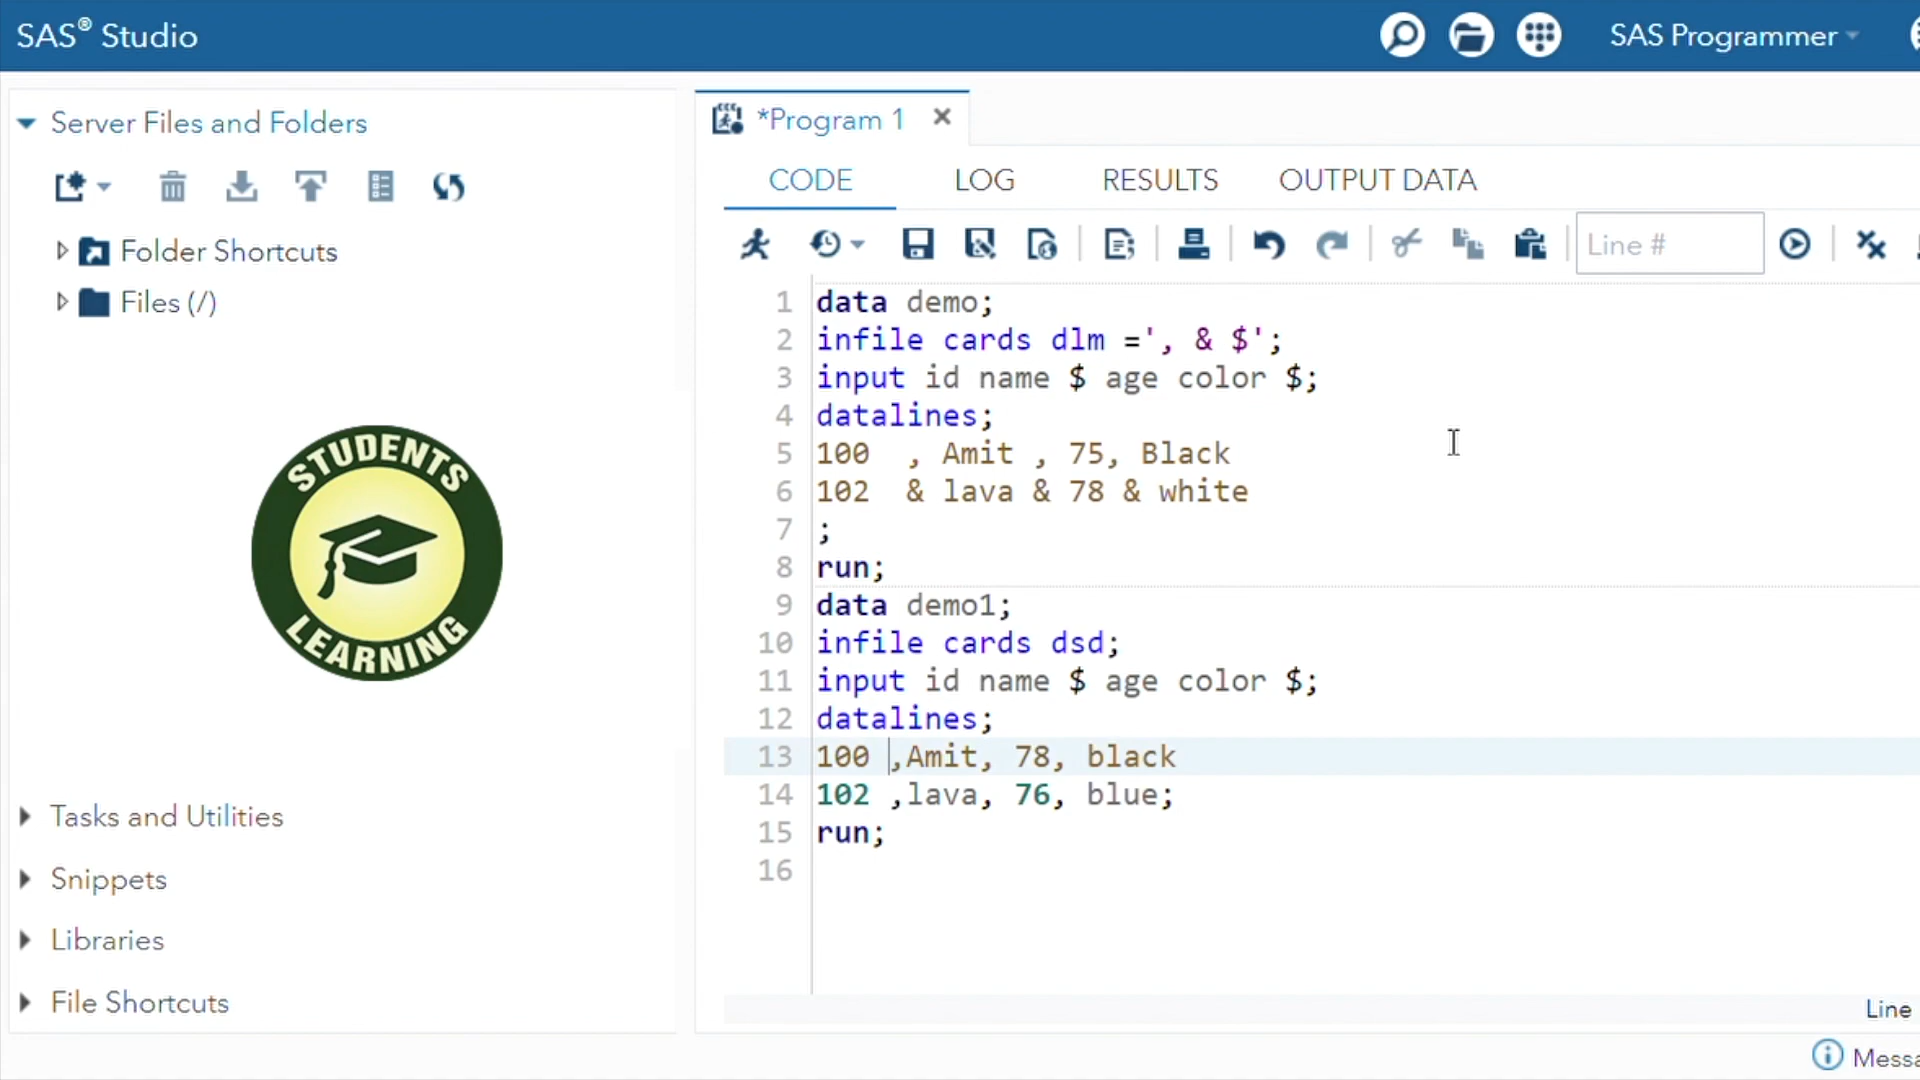 SAS® Studio
SAS Programmer
Server Files and Folders
Folder Shortcuts
Files (/)
STUDENTS
LEARNING
Tasks and Utilities
Snippets
Libraries
File Shortcuts
*Program 1
CODE LOG RESULTS OUTPUT DATA
Line #
1 data demo;
2 infile cards dlm =', & $';
3 input id name $ age color $;
4 datalines;
5 100  , Amit , 75, Black
6 102  & lava & 78 & white
7 ;
8 run;
9 data demo1;
10 infile cards dsd;
11 input id name $ age color $;
12 datalines;
13 100 ,Amit, 78, black
14 102 ,lava, 76, blue;
15 run;
16
Line